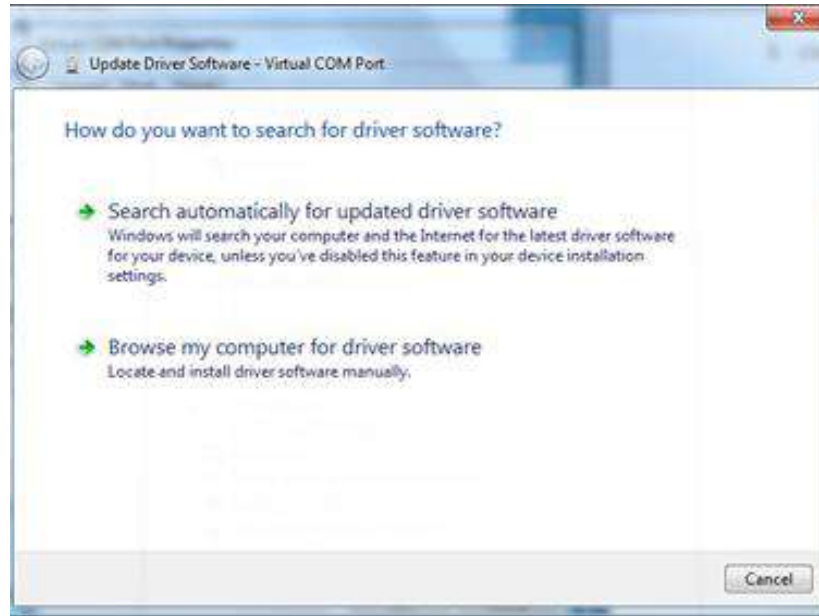 Update Driver Software - Virtual COM Port
How do you want to search for driver software?
Search automatically for updated driver software
Windows will search your computer and the Internet for the latest driver software
for your device, unless you've disabled this feature in your device installation
settings.
Browse my computer for driver software
Locate and install driver software manually.
Cancel